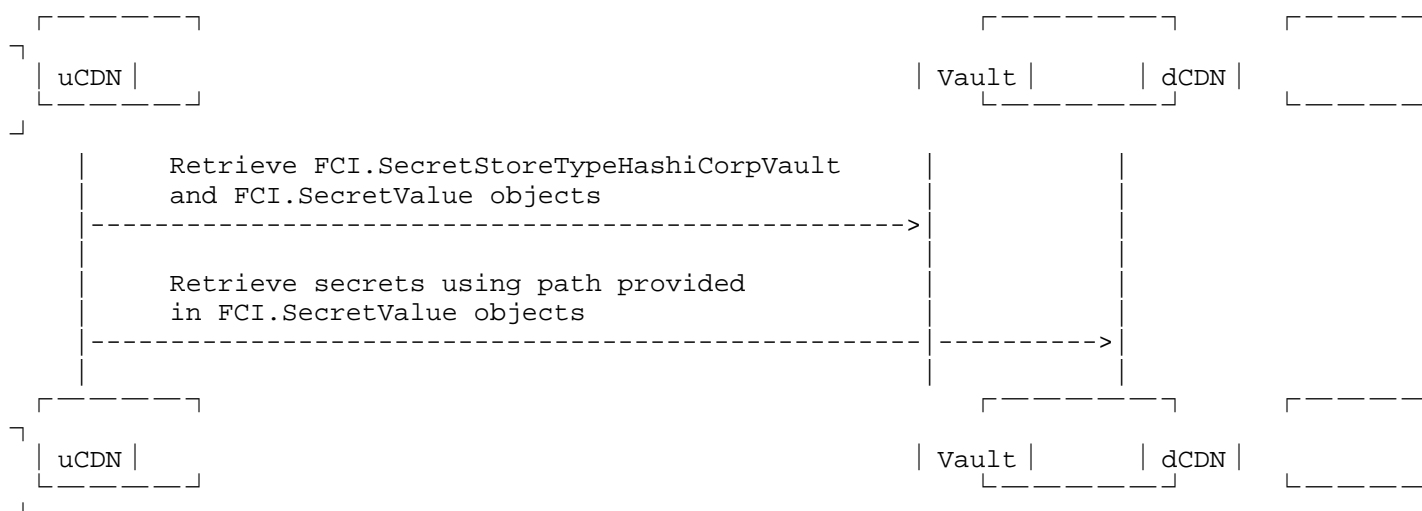 uCDN Vault dCDN
Retrieve FCI.SecretStoreTypeHashiCorpVault
and FCI.SecretValue objects
Retrieve secrets using path provided
in FCI.SecretValue objects
uCDN Vault dCDN